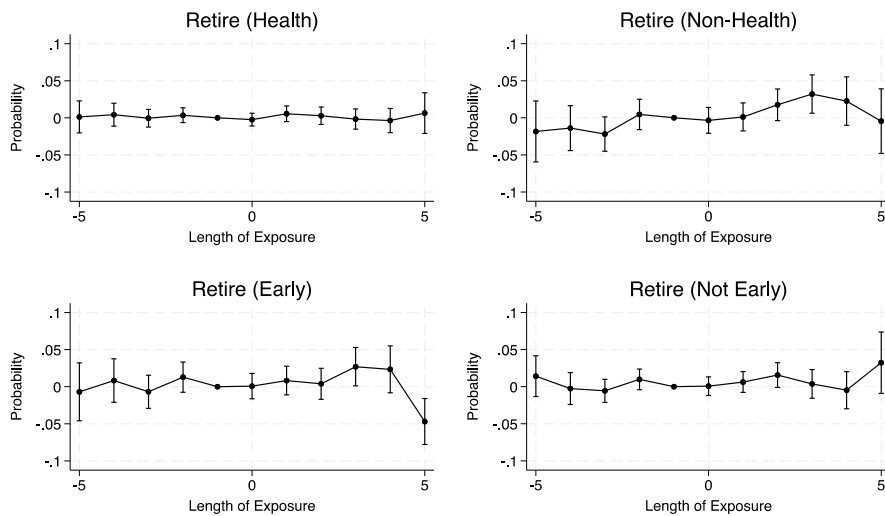 Retire (Health)
.1
.05
0
-.05
-.1
Probability
-5
0
5
Length of Exposure
Retire (Non-Health)
.1
.05
0
-.05
-.1
Probability
-5
0
5
Length of Exposure
Retire (Early)
.1
.05
0
-.05
-.1
Probability
-5
0
5
Length of Exposure
Retire (Not Early)
.1
.05
0
-.05
-.1
Probability
-5
0
5
Length of Exposure